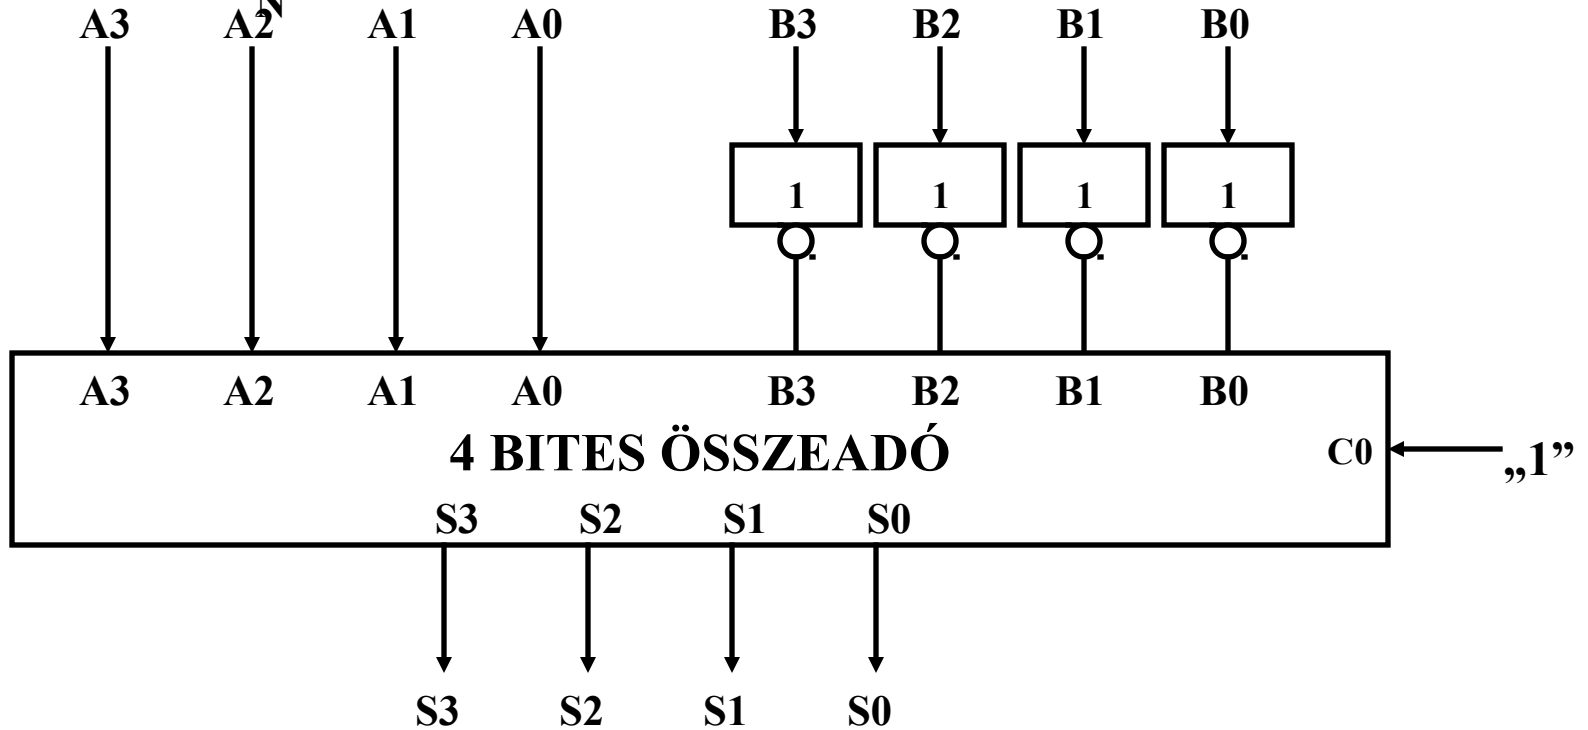 N
A3 A2 A1 A0 B3 B2 B1 B0
1 1 1 1
A3 A2 A1 A0 B3 B2 B1 B0
4 BITES ÖSSZEADÓ
C0 „1”
S3 S2 S1 S0
S3 S2 S1 S0